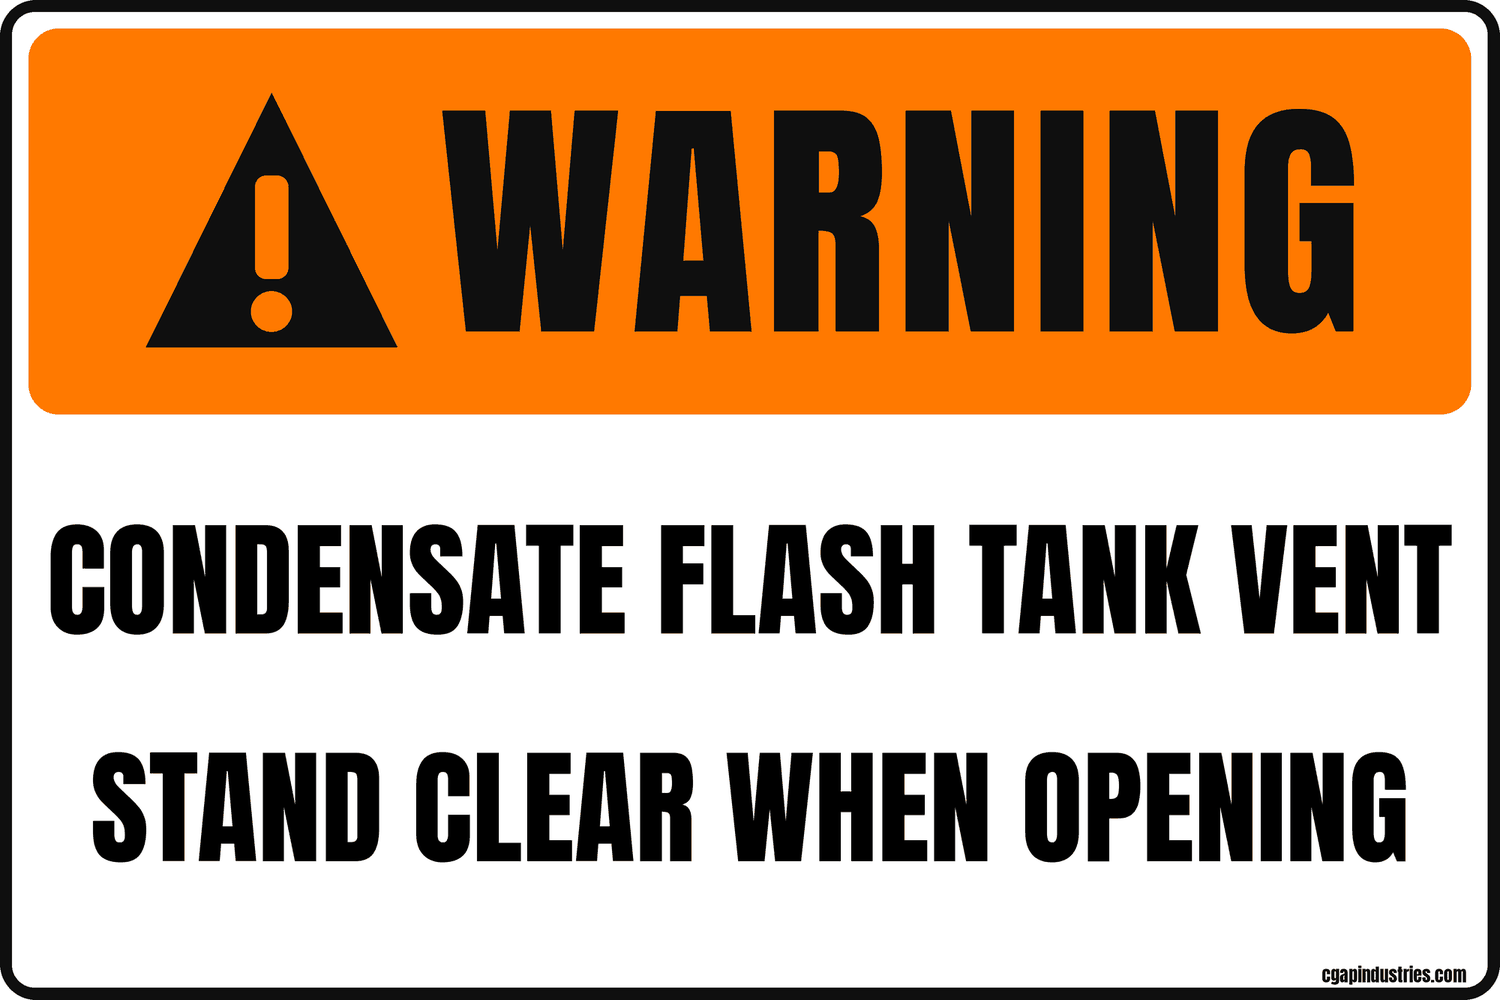 WARNING
CONDENSATE FLASH TANK VENT
STAND CLEAR WHEN OPENING
cgapindustries.com